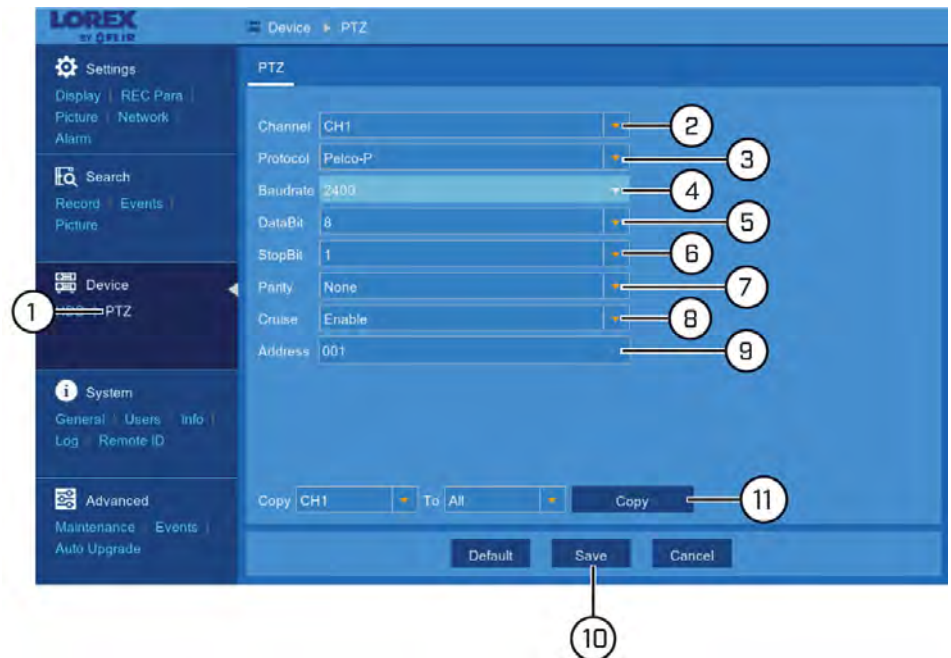 LOREX
BY FLIR
Device PTZ
Settings
Display | REC Para |
Picture | Network |
Alarm
Search
Record | Events |
Picture
Device
HDD | PTZ
System
General | Users | Info |
Log | Remote ID
Advanced
Maintenance | Events |
Auto Upgrade
PTZ
Channel CH1
Protocol Pelco-P
Baudrate 2400
DataBit 8
StopBit 1
Parity None
Cruise Enable
Address 001
Copy CH1 To All Copy
Default Save Cancel
1
2
3
4
5
6
7
8
9
10
11